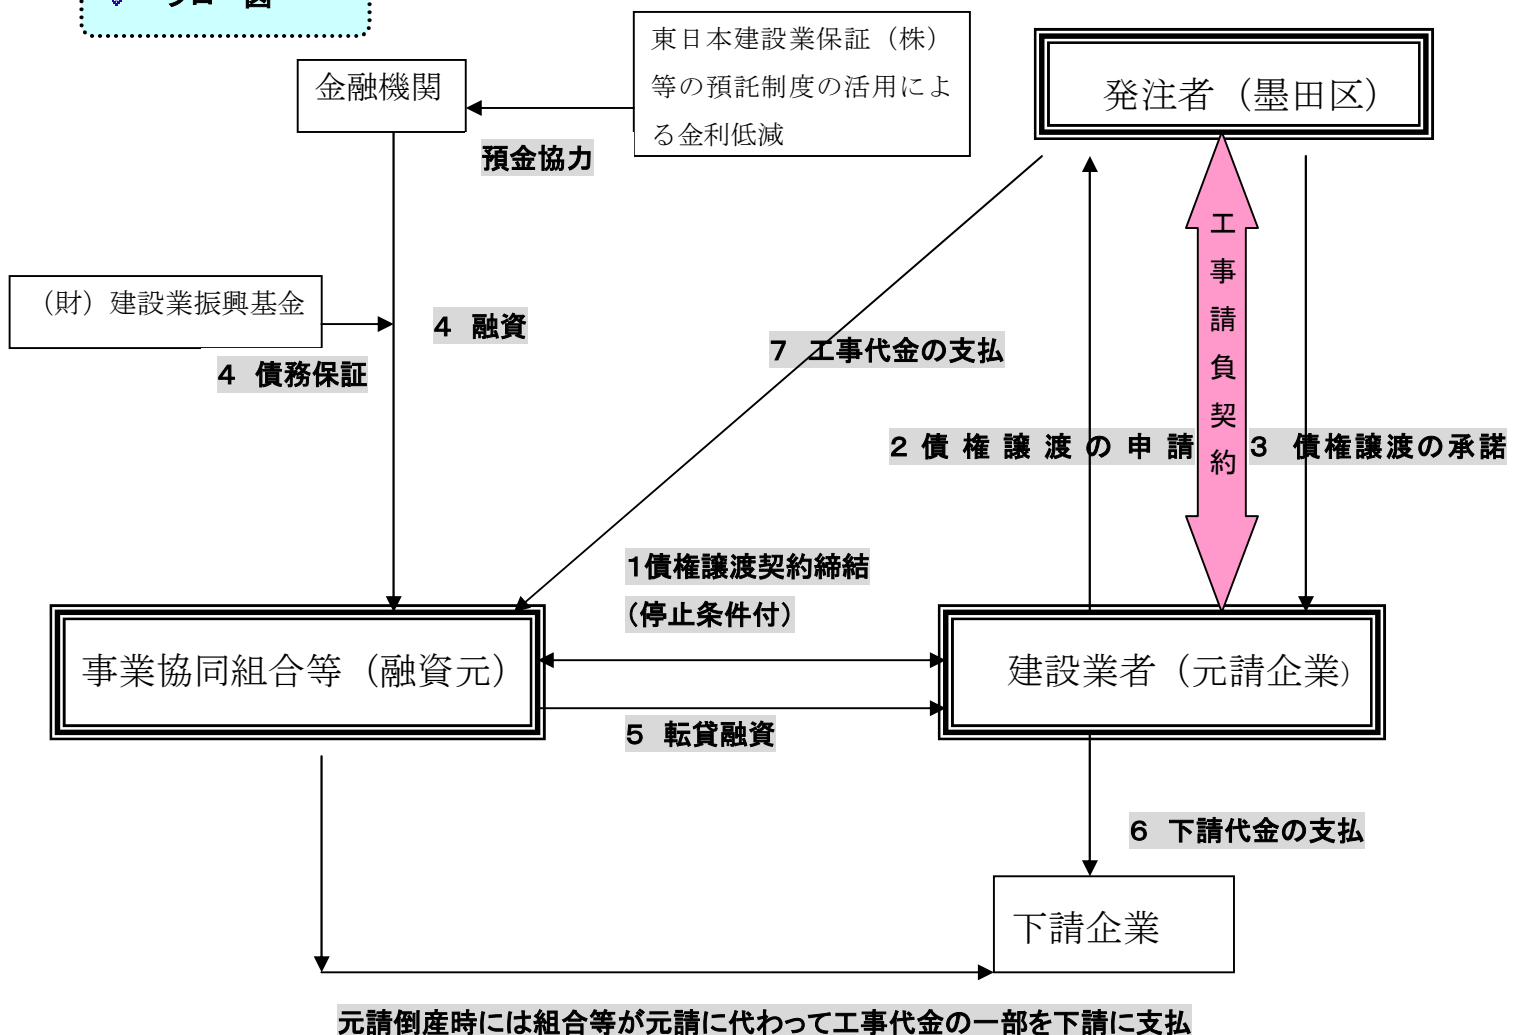 フロー図
東日本建設業保証（株）
等の預託制度の活用によ
る金利低減
発注者（墨田区）
金融機関
預金協力
工事請負契約
（財）建設業振興基金
4　融資
4　債務保証
7　工事代金の支払
2債権譲渡の申請
3　債権譲渡の承諾
1債権譲渡契約締結
(停止条件付）
事業協同組合等（融資元）
建設業者（元請企業）
5　転貸融資
6　下請代金の支払
下請企業
元請倒産時には組合等が元請に代わって工事代金の一部を下請に支払